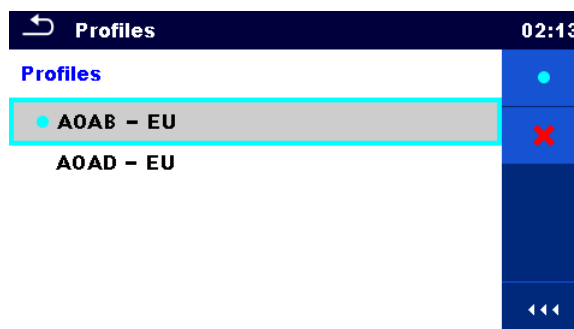 Profiles
02:13
Profiles
A0AB – EU
A0AD – EU